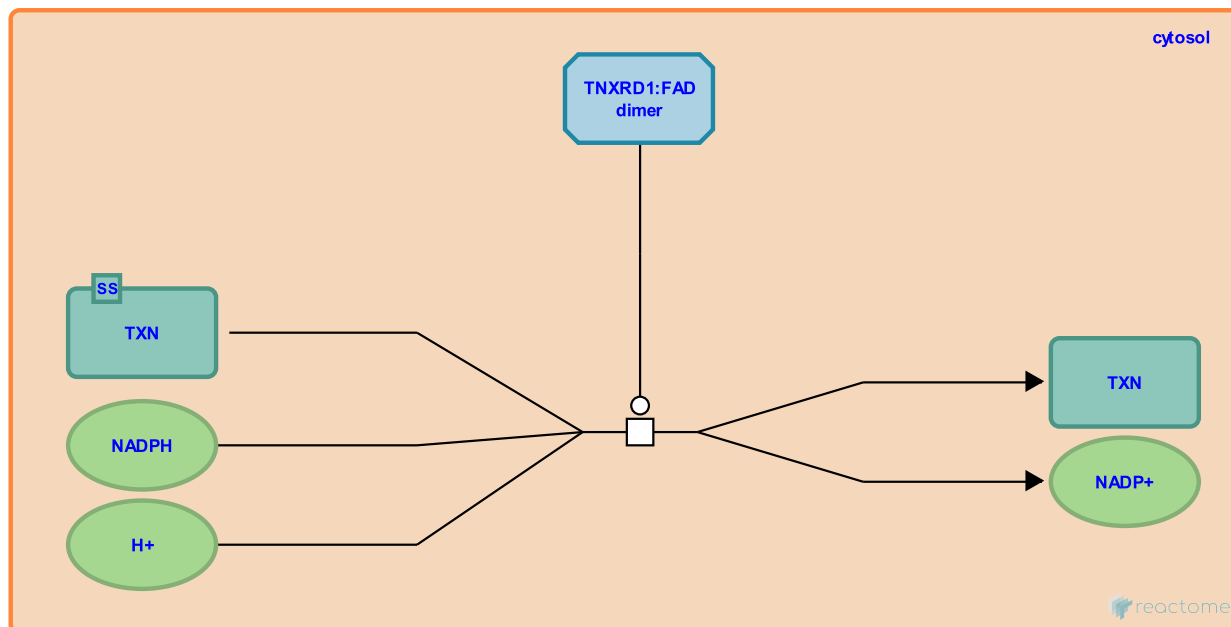 cytosol
TNXRD1:FAD
dimer
SS
TXN
NADPH
H+
TXN
NADP+
reactome